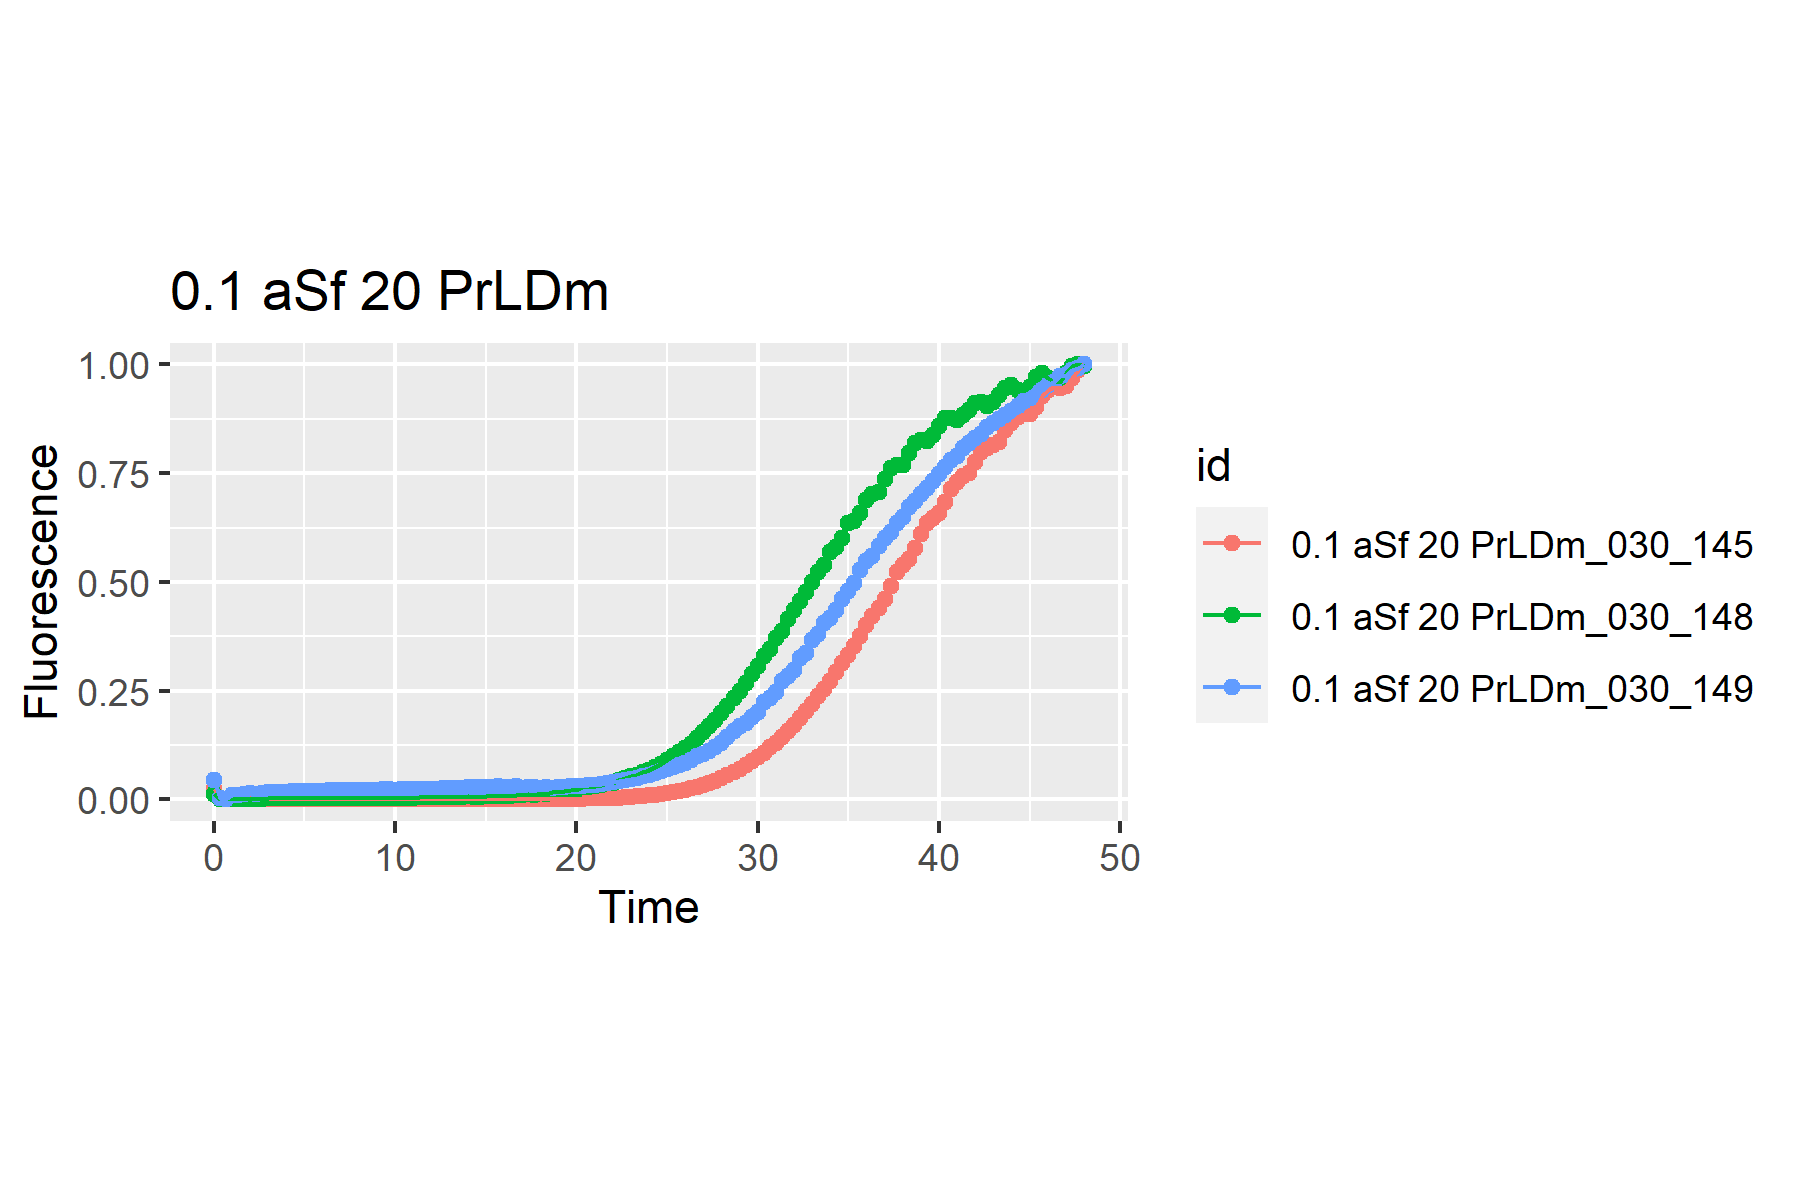 0.1 aSf 20 PrLDm
1.00
0.75
0.50
0.25
0.00
Fluorescence
0
10
20
30
40
50
Time
id
0.1 aSf 20 PrLDm_030_145
0.1 aSf 20 PrLDm_030_148
0.1 aSf 20 PrLDm_030_149